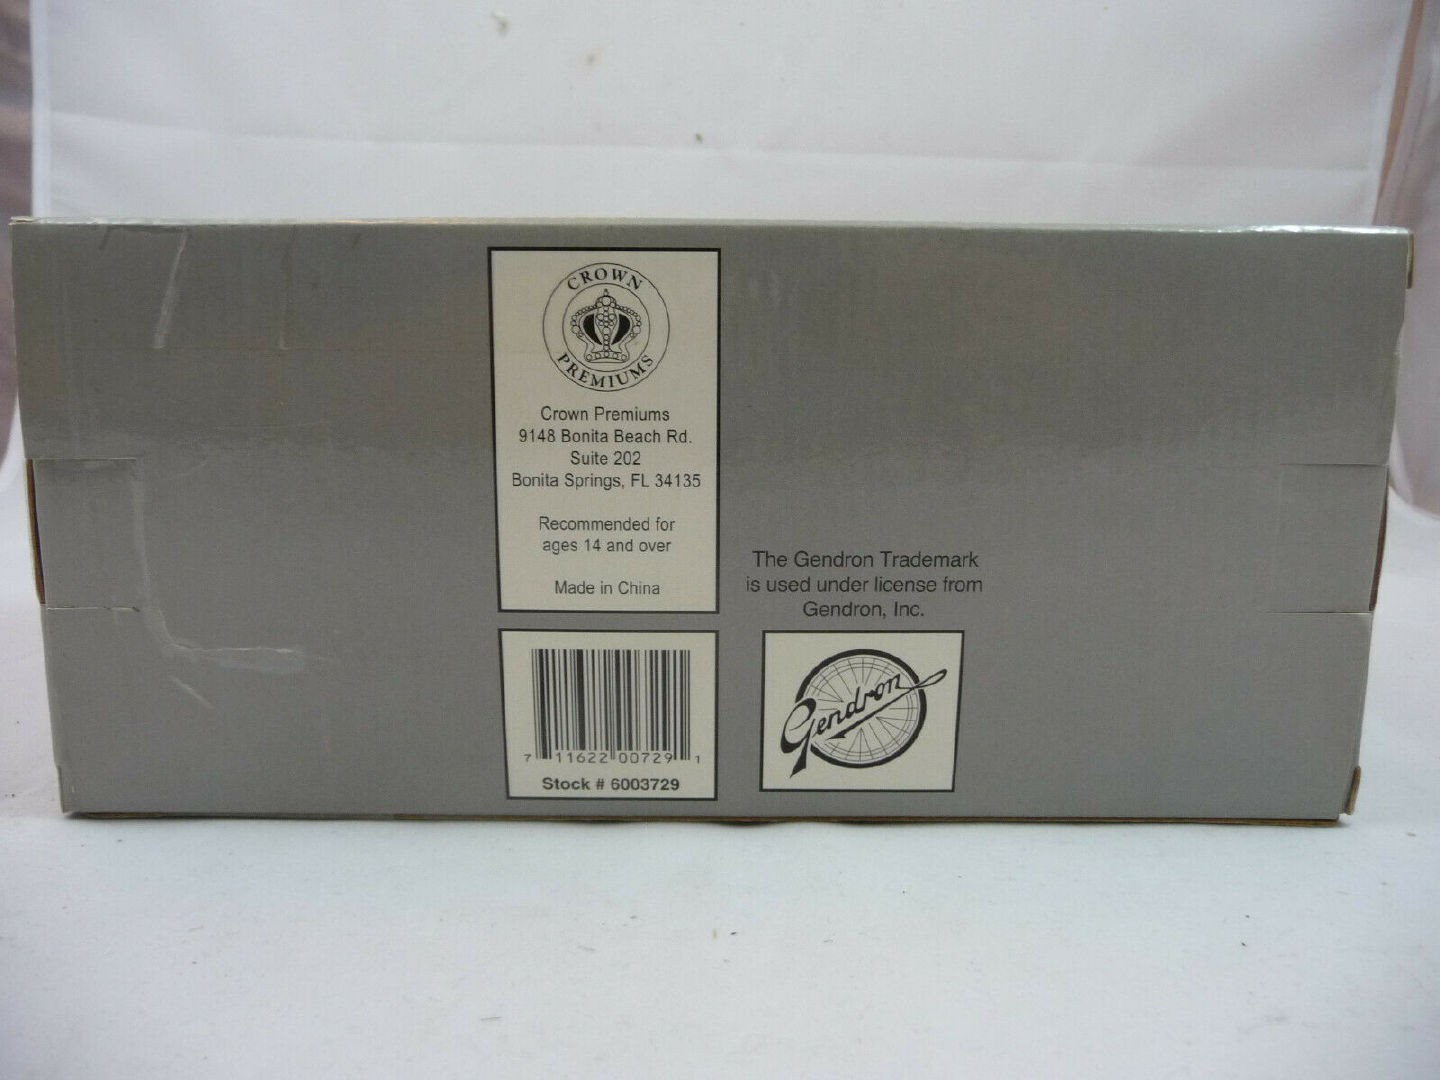 CROWN
PREMIUMS
Crown Premiums
9148 Bonita Beach Rd.
Suite 202
Bonita Springs, FL 34135
Recommended for
ages 14 and over
Made in China
7 11622 00729 1
Stock # 6003729
The Gendron Trademark
is used under license from
Gendron, Inc.
Gendron